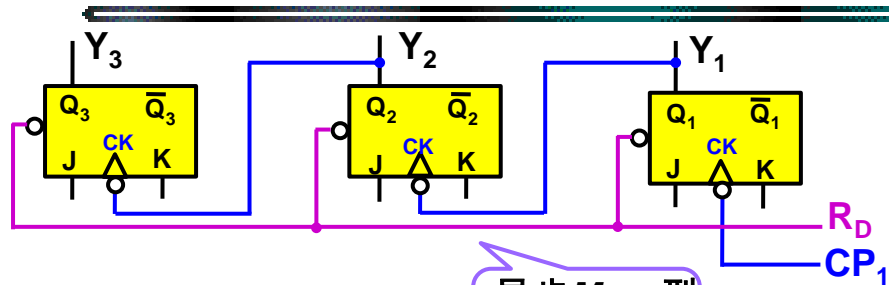 Y3 Y2 Y1
Q3 Q̅3 Q2 Q̅2 Q1 Q̅1
J CK K J CK K J CK K
RD
CP1